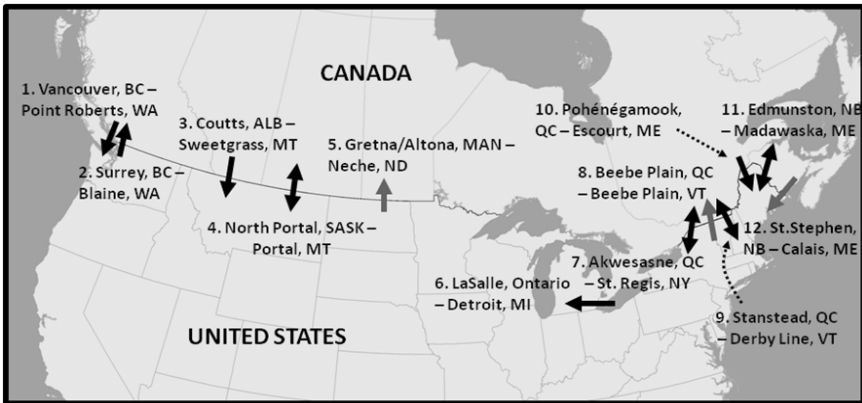 CANADA
1. Vancouver, BC –
Point Roberts, WA
2. Surrey, BC –
Blaine, WA
3. Coutts, ALB –
Sweetgrass, MT
4. North Portal, SASK –
Portal, MT
5. Gretna/Altona, MAN –
Neche, ND
6. LaSalle, Ontario
– Detroit, MI
7. Akwesasne, QC
– St. Regis, NY
8. Beebe Plain, QC
– Beebe Plain, VT
9. Stanstead, QC
– Derby Line, VT
10. Pohénégamook,
QC – Escourt, ME
11. Edmunston, NB
– Madawaska, ME
12. St.Stephen,
NB – Calais, ME
UNITED STATES